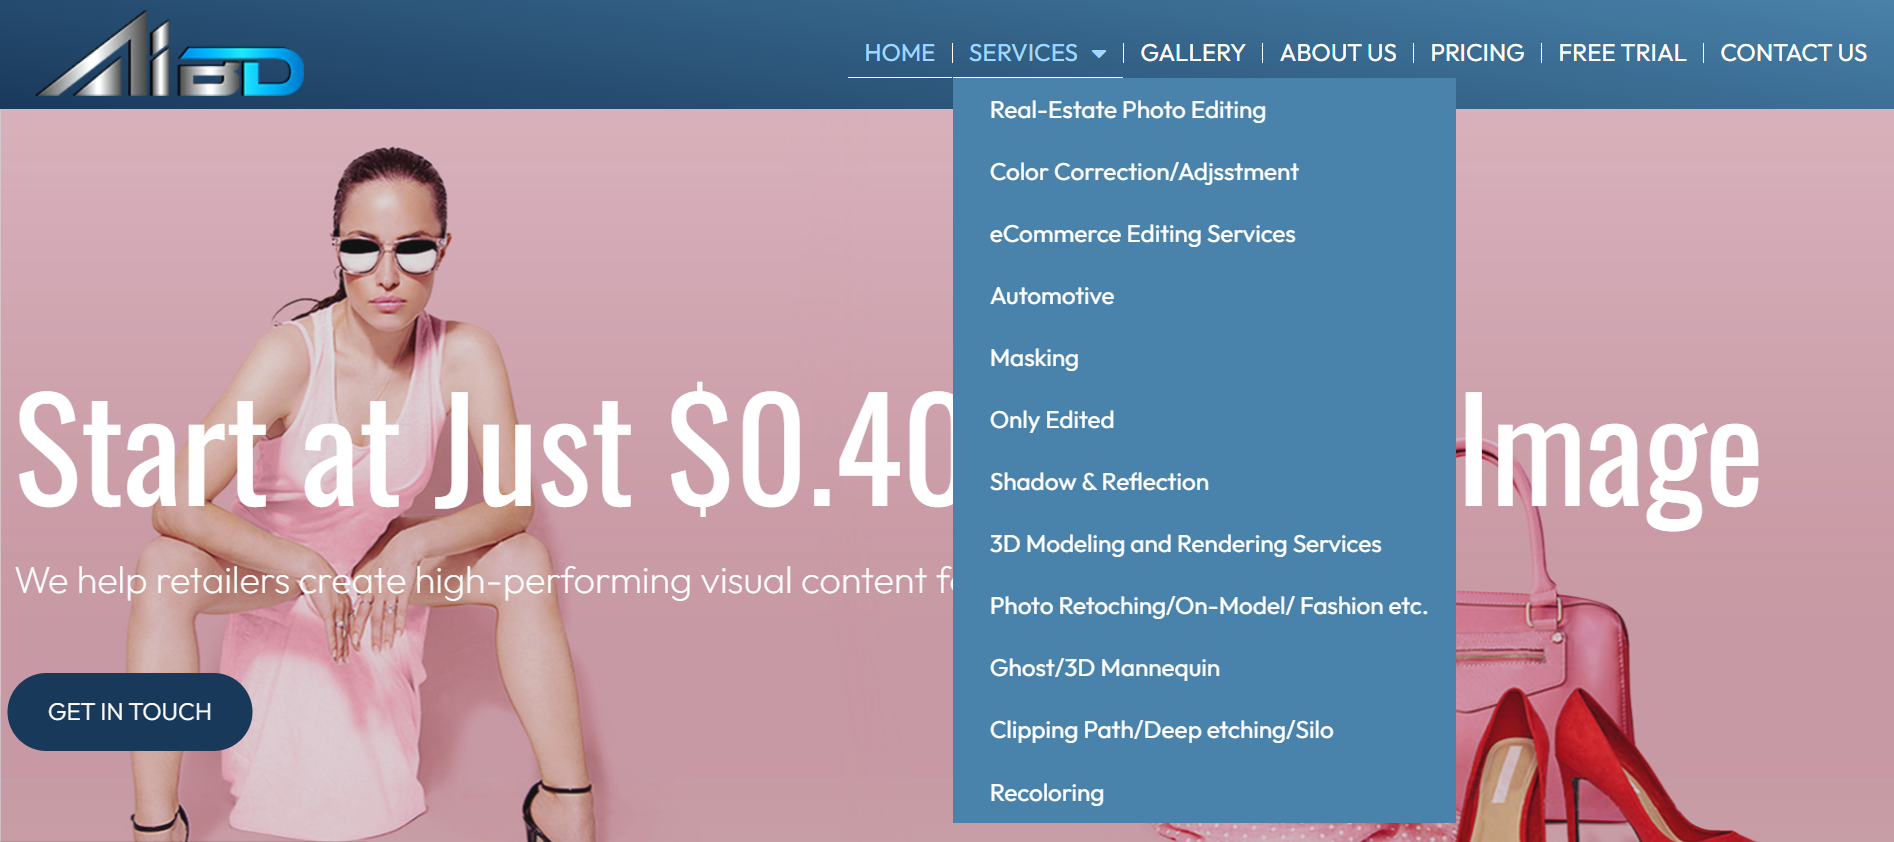 AiBD
HOME
SERVICES
GALLERY
ABOUT US
PRICING
FREE TRIAL
CONTACT US
Real-Estate Photo Editing
Color Correction/Adjsstment
eCommerce Editing Services
Automotive
Masking
Only Edited
Shadow & Reflection
3D Modeling and Rendering Services
Photo Retoching/On-Model/ Fashion etc.
Ghost/3D Mannequin
Clipping Path/Deep etching/Silo
Recoloring
Start at Just $0.40 Image
We help retailers create high-performing visual content
GET IN TOUCH